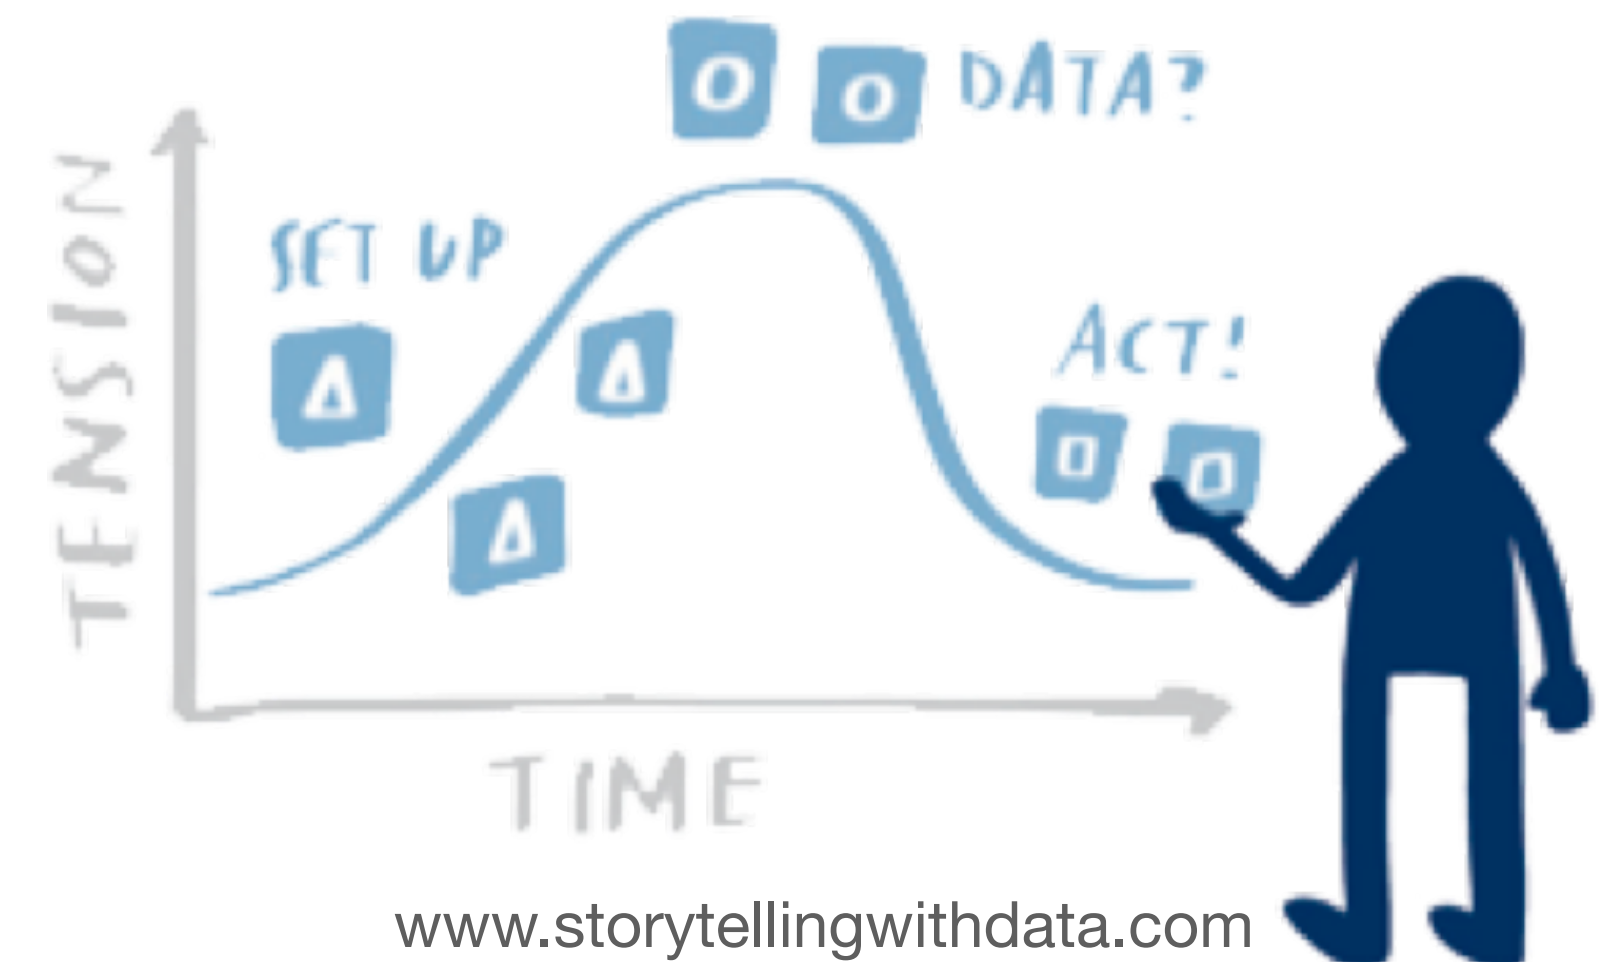 DATA?
SET UP
ACT!
TENSION
TIME
www.storytellingwithdata.com